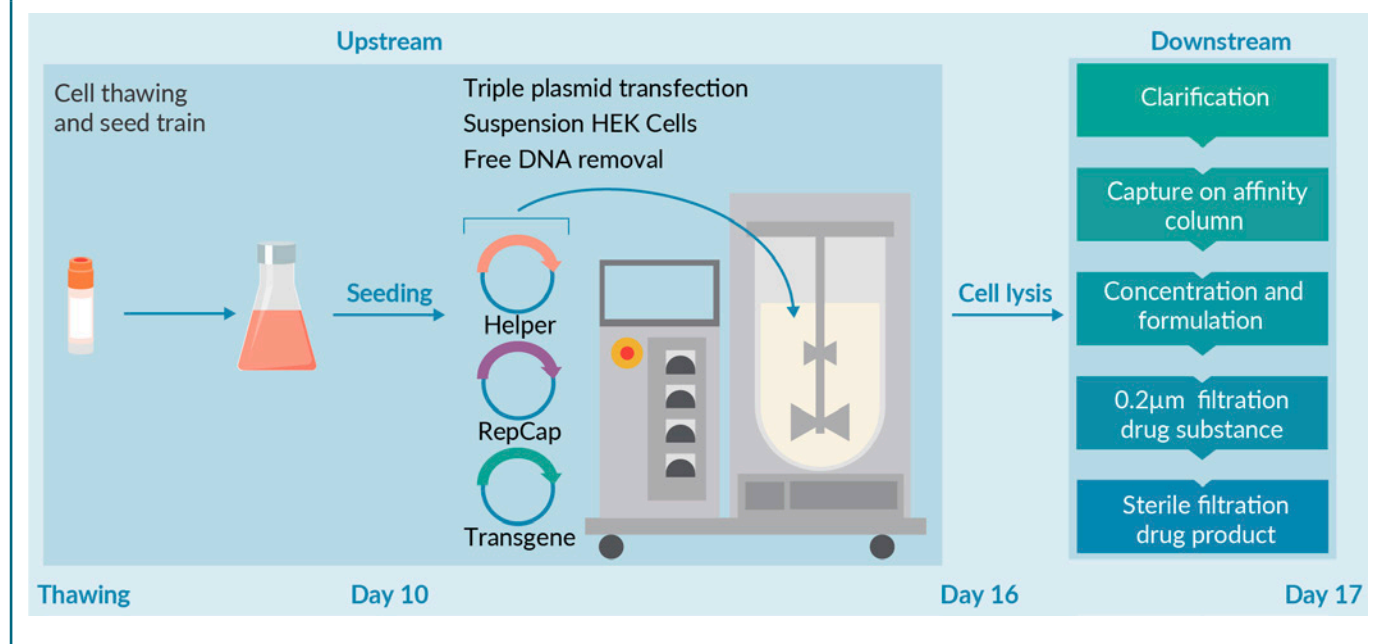 Upstream
Downstream
Cell thawing
and seed train
Triple plasmid transfection
Suspension HEK Cells
Free DNA removal
Seeding
Helper
RepCap
Transgene
Cell lysis
Clarification
Capture on affinity
column
Concentration and
formulation
0.2µm filtration
drug substance
Sterile filtration
drug product
Thawing
Day 10
Day 16
Day 17